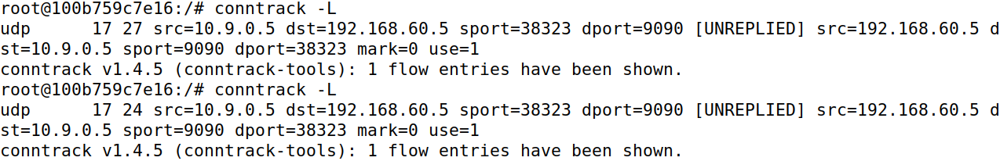 root@100b759c7e16:/# conntrack -L
udp      17 27 src=10.9.0.5 dst=192.168.60.5 sport=38323 dport=9090 [UNREPLIED] src=192.168.60.5 d
st=10.9.0.5 sport=9090 dport=38323 mark=0 use=1
conntrack v1.4.5 (conntrack-tools): 1 flow entries have been shown.
root@100b759c7e16:/# conntrack -L
udp      17 24 src=10.9.0.5 dst=192.168.60.5 sport=38323 dport=9090 [UNREPLIED] src=192.168.60.5 d
st=10.9.0.5 sport=9090 dport=38323 mark=0 use=1
conntrack v1.4.5 (conntrack-tools): 1 flow entries have been shown.